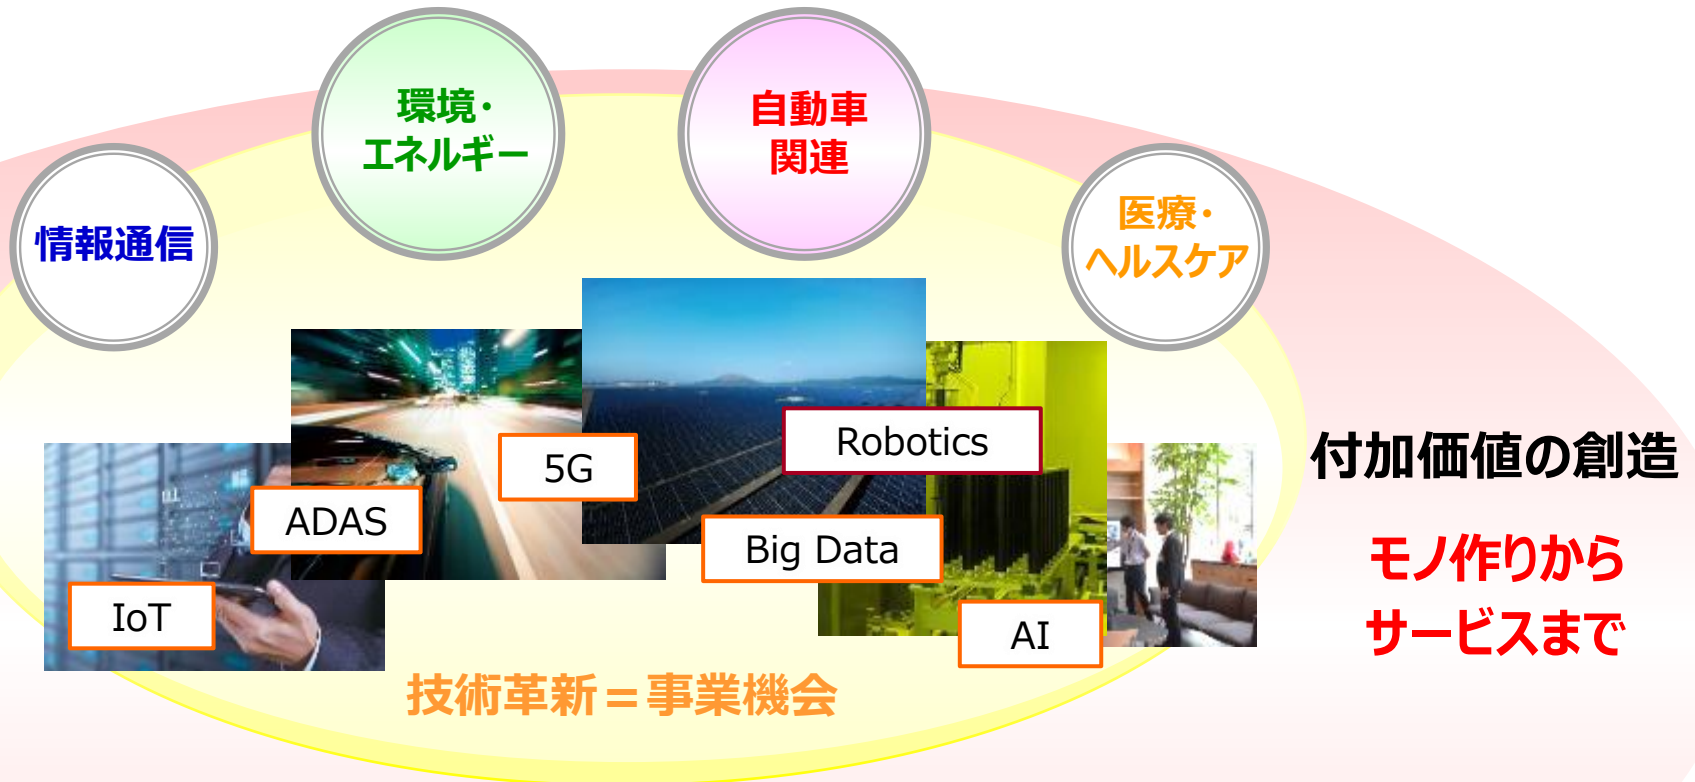 環境・
エネルギー
自動車
関連
情報通信
医療・
ヘルスケア
Robotics
5G
ADAS
Big Data
IoT
AI
付加価値の創造
モノ作りから
サービスまで
技術革新＝事業機会